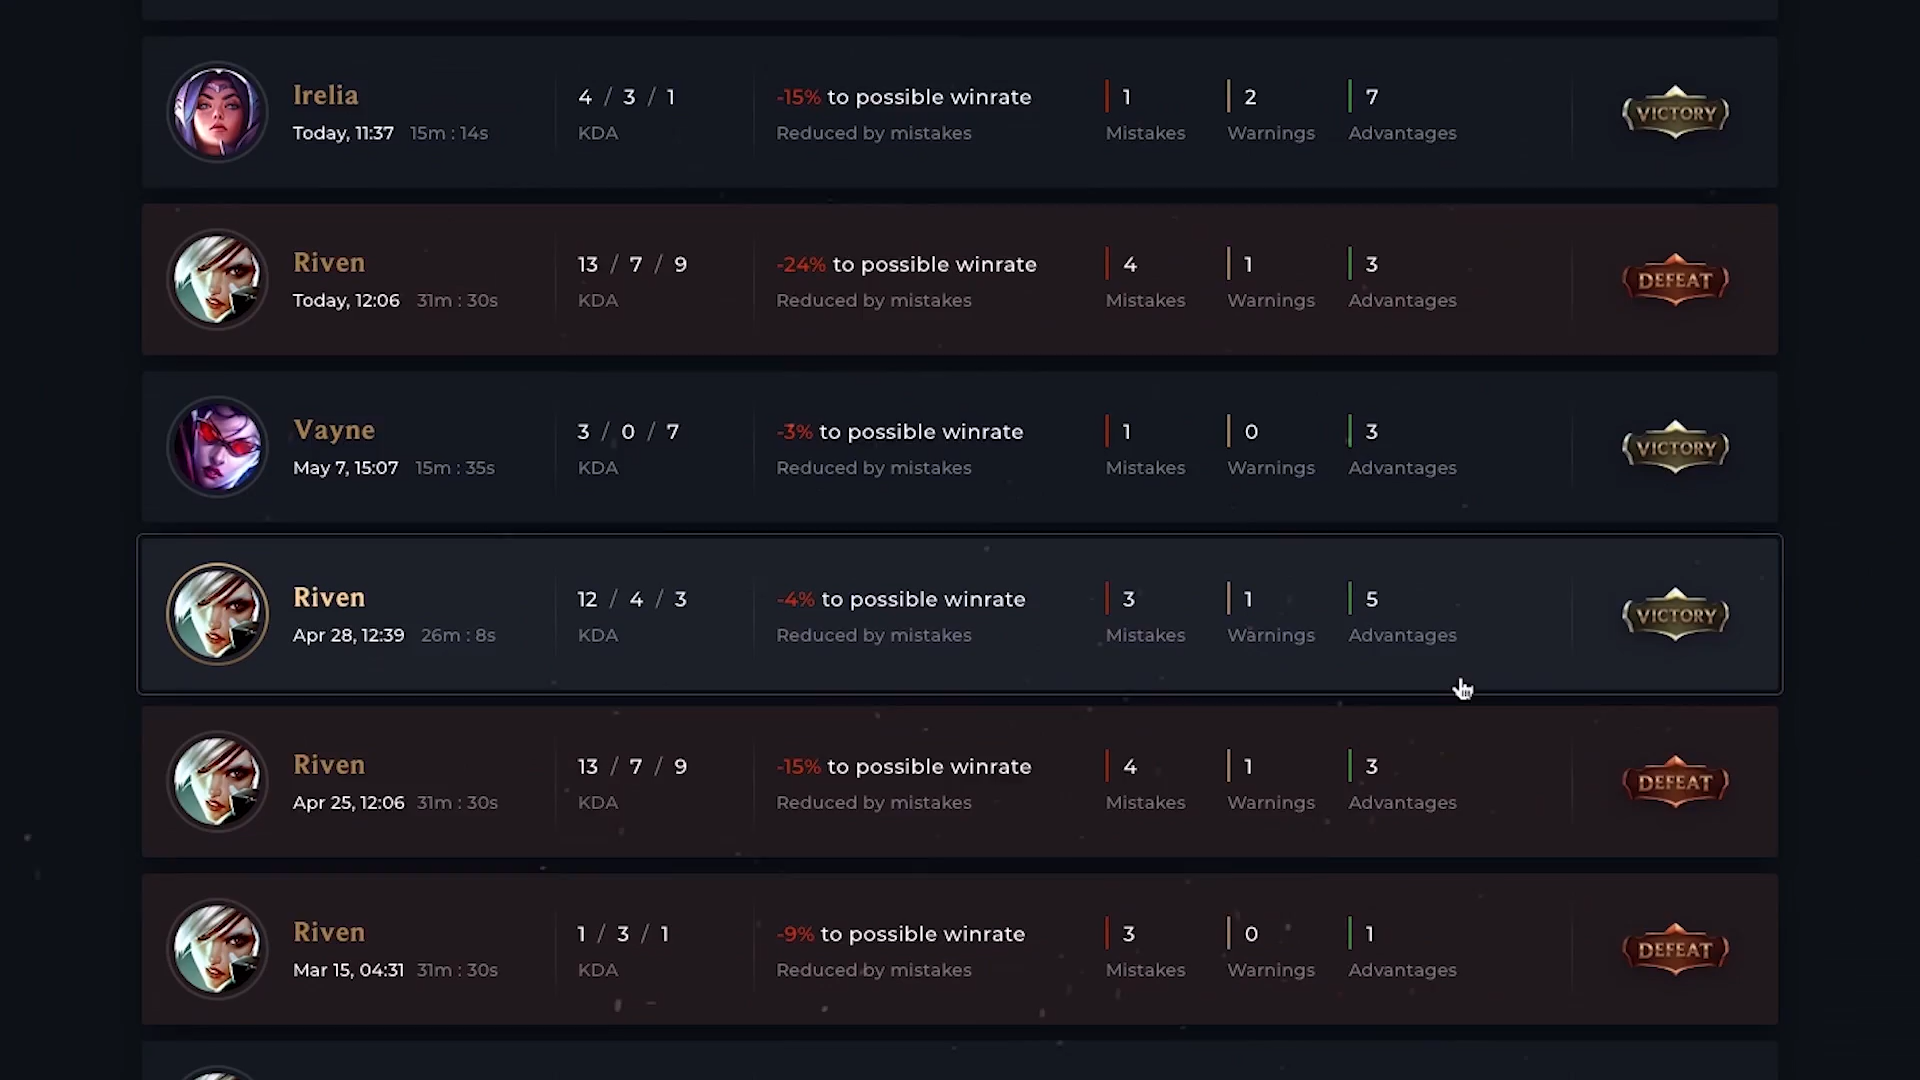 Irelia
Today, 11:37 15m : 14s
4 / 3 / 1
KDA
-15% to possible winrate
Reduced by mistakes
1
Mistakes
2
Warnings
7
Advantages
VICTORY
Riven
Today, 12:06 31m : 30s
13 / 7 / 9
KDA
-24% to possible winrate
Reduced by mistakes
4
Mistakes
1
Warnings
3
Advantages
DEFEAT
Vayne
May 7, 15:07 15m : 35s
3 / 0 / 7
KDA
-3% to possible winrate
Reduced by mistakes
1
Mistakes
0
Warnings
3
Advantages
VICTORY
Riven
Apr 28, 12:39 26m : 8s
12 / 4 / 3
KDA
-4% to possible winrate
Reduced by mistakes
3
Mistakes
1
Warnings
5
Advantages
VICTORY
Riven
Apr 25, 12:06 31m : 30s
13 / 7 / 9
KDA
-15% to possible winrate
Reduced by mistakes
4
Mistakes
1
Warnings
3
Advantages
DEFEAT
Riven
Mar 15, 04:31 31m : 30s
1 / 3 / 1
KDA
-9% to possible winrate
Reduced by mistakes
3
Mistakes
0
Warnings
1
Advantages
DEFEAT